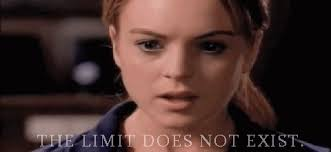 THE LIMIT DOES NOT EXIST.